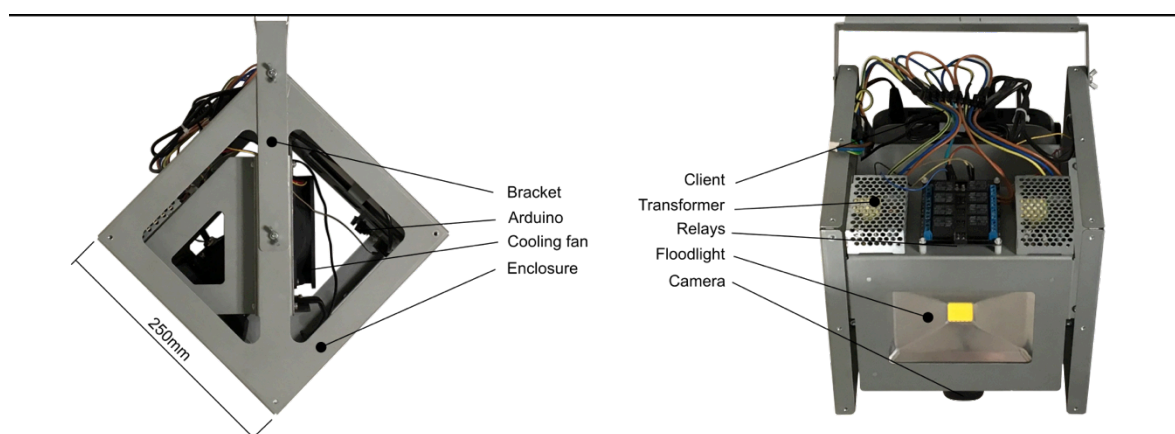 Bracket
Arduino
Cooling fan
Enclosure
250mm
Client
Transformer
Relays
Floodlight
Camera